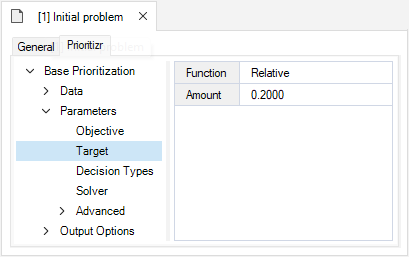 [1] Initial problem
General
Prioritizr
Base Prioritization
Data
Parameters
Objective
Target
Decision Types
Solver
Advanced
Output Options
Function Relative
Amount 0.2000